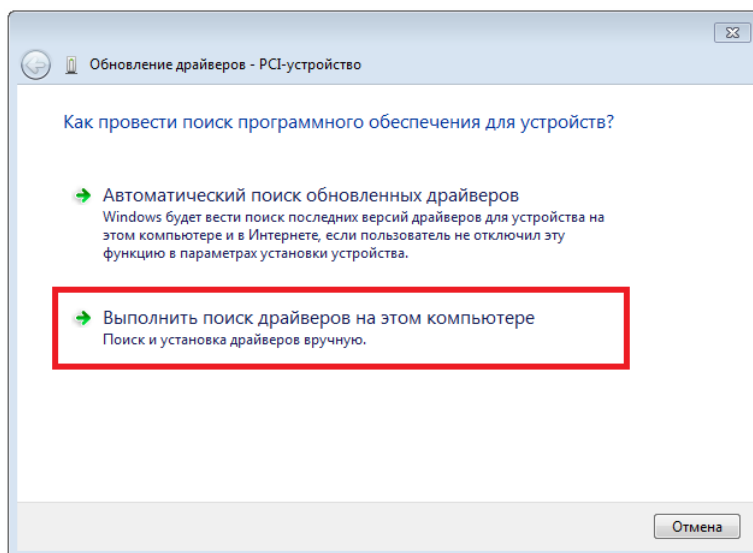 Обновление драйверов - PCI-устройство
Как провести поиск программного обеспечения для устройств?
Автоматический поиск обновленных драйверов
Windows будет вести поиск последних версий драйверов для устройства на
этом компьютере и в Интернете, если пользователь не отключил эту
функцию в параметрах установки устройства.
Выполнить поиск драйверов на этом компьютере
Поиск и установка драйверов вручную.
Отмена